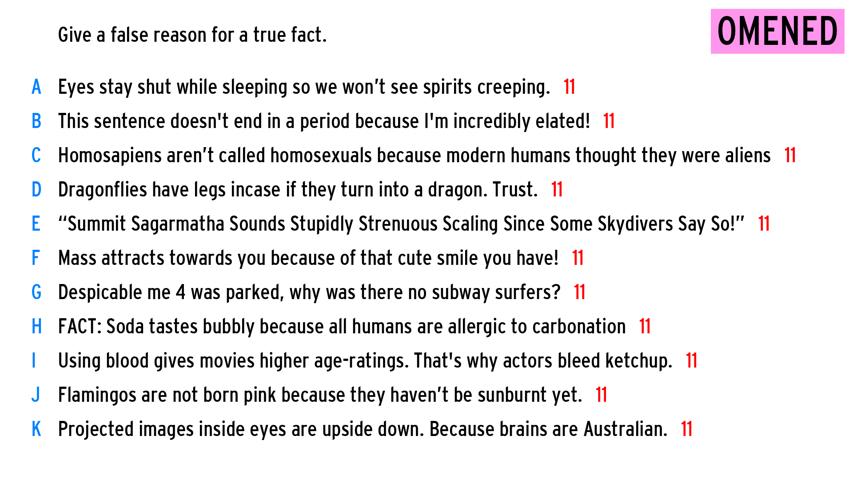 Give a false reason for a true fact.
OMENED
A Eyes stay shut while sleeping so we won't see spirits creeping. 11
B This sentence doesn't end in a period because I'm incredibly elated! 11
C Homosapiens aren't called homosexuals because modern humans thought they were aliens 11
D Dragonflies have legs incase if they turn into a dragon. Trust. 11
E “Summit Sagarmatha Sounds Stupidly Strenuous Scaling Since Some Skydivers Say So!” 11
F Mass attracts towards you because of that cute smile you have! 11
G Despicable me 4 was parked, why was there no subway surfers? 11
H FACT: Soda tastes bubbly because all humans are allergic to carbonation 11
I Using blood gives movies higher age-ratings. That's why actors bleed ketchup. 11
J Flamingos are not born pink because they haven't be sunburnt yet. 11
K Projected images inside eyes are upside down. Because brains are Australian. 11